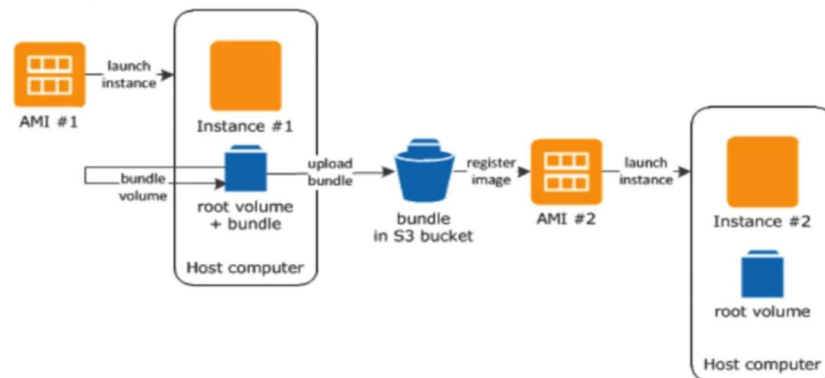 AMI #1
launch
instance
Instance #1
bundle
volume
root volume
+ bundle
Host computer
upload
bundle
bundle
in S3 bucket
register
image
AMI #2
launch
instance
Instance #2
root volume
Host computer